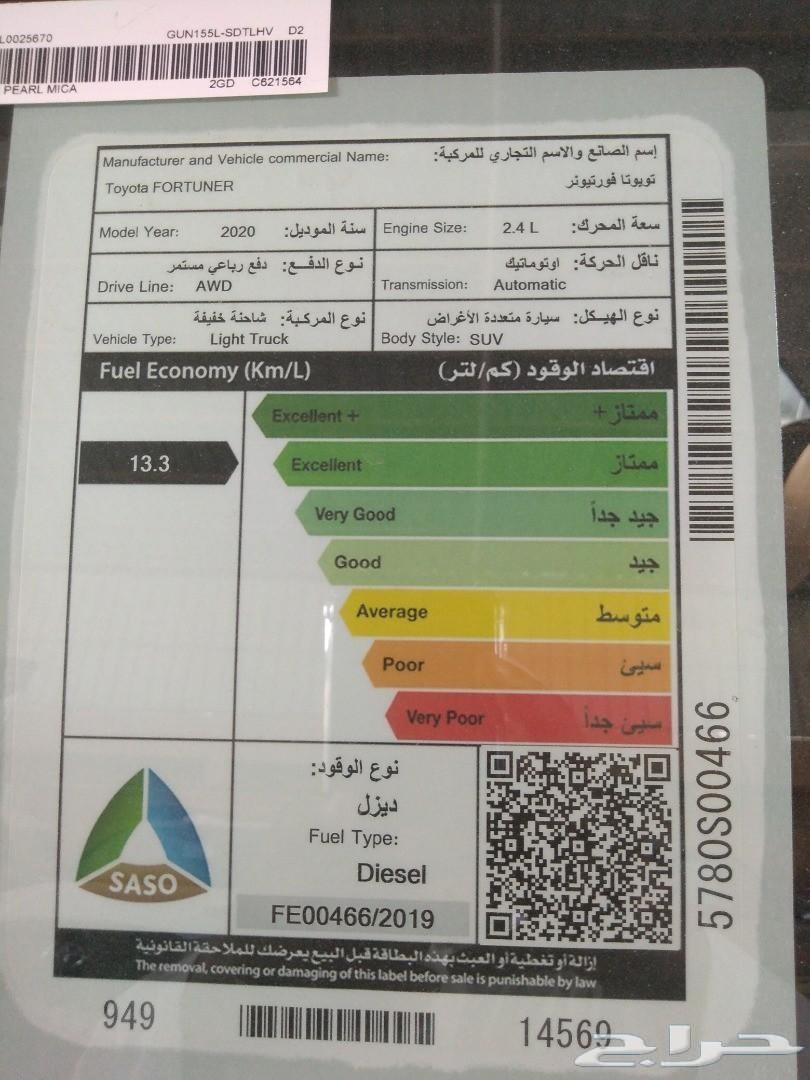 L0025670 GUN155L-SDTLHV D2
PEARL MICA 2GD C621564
Manufacturer and Vehicle commercial Name: إسم الصانع والاسم التجاري للمركبة:
Toyota FORTUNER تويوتا فورتيونر
Model Year: 2020 سنة الموديل: Engine Size: 2.4 L سعة المحرك:
نوع الدفع: دفع رباعي مستمر ناقل الحركة: اوتوماتيك
Drive Line: AWD Transmission: Automatic
نوع المركبة: شاحنة خفيفة نوع الهيكل: سيارة متعددة الأغراض
Vehicle Type: Light Truck Body Style: SUV
Fuel Economy (Km/L) اقتصاد الوقود (كم/لتر)
Excellent + ممتاز+
13.3 Excellent ممتاز
Very Good جيد جداً
Good جيد
Average متوسط
Poor سيئ
Very Poor سيئ جداً
نوع الوقود:
ديزل
Fuel Type:
Diesel
SASO
FE00466/2019
5780S00466
إزالة أو تغطية أو العبث بهذه البطاقة قبل البيع يعرضك للملاحقة القانونية
The removal, covering or damaging of this label before sale is punishable by law
949 14569
حراج